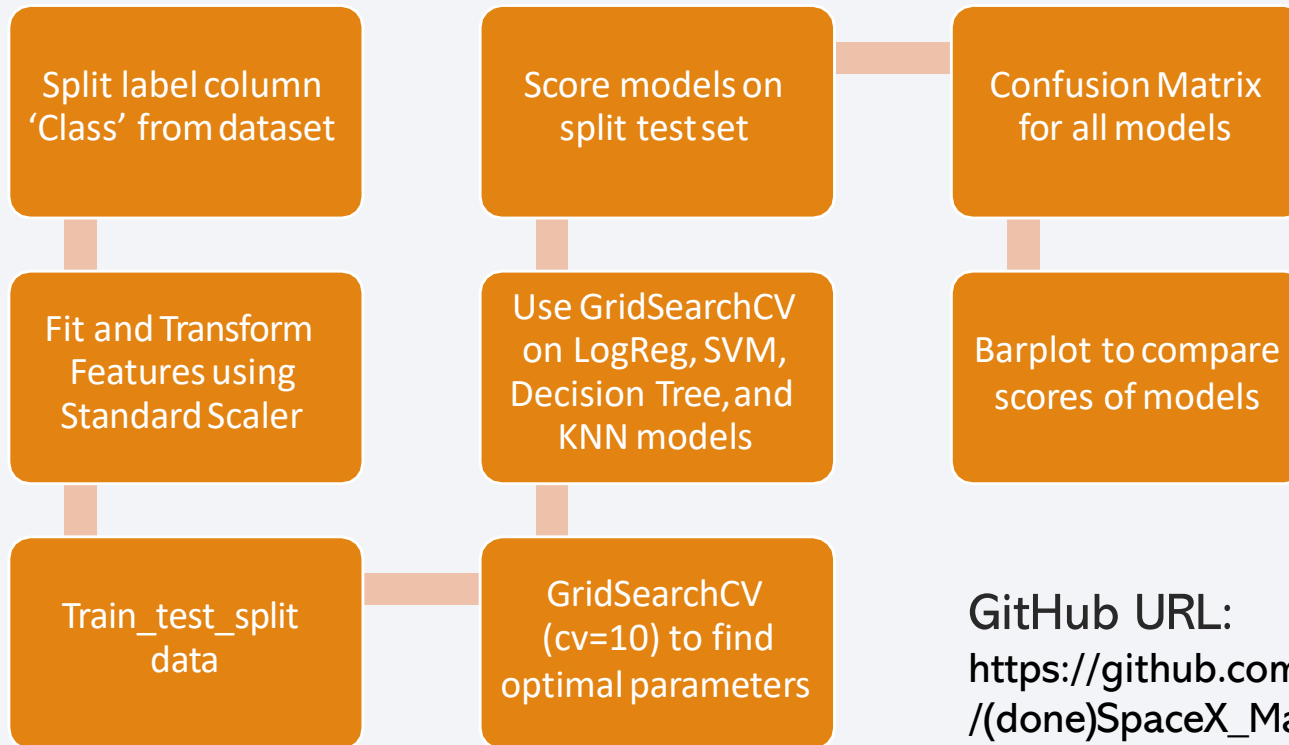 Split label column
‘Class’ from dataset
Fit and Transform
Features using
Standard Scaler
Train_test_split
data
GridSearchCV
(cv=10) to find
optimal parameters
Use GridSearchCV
on LogReg, SVM,
Decision Tree, and
KNN models
Score models on
split test set
Confusion Matrix
for all models
Barplot to compare
scores of models
GitHub URL:
https://github.com
/(done)SpaceX_Ma